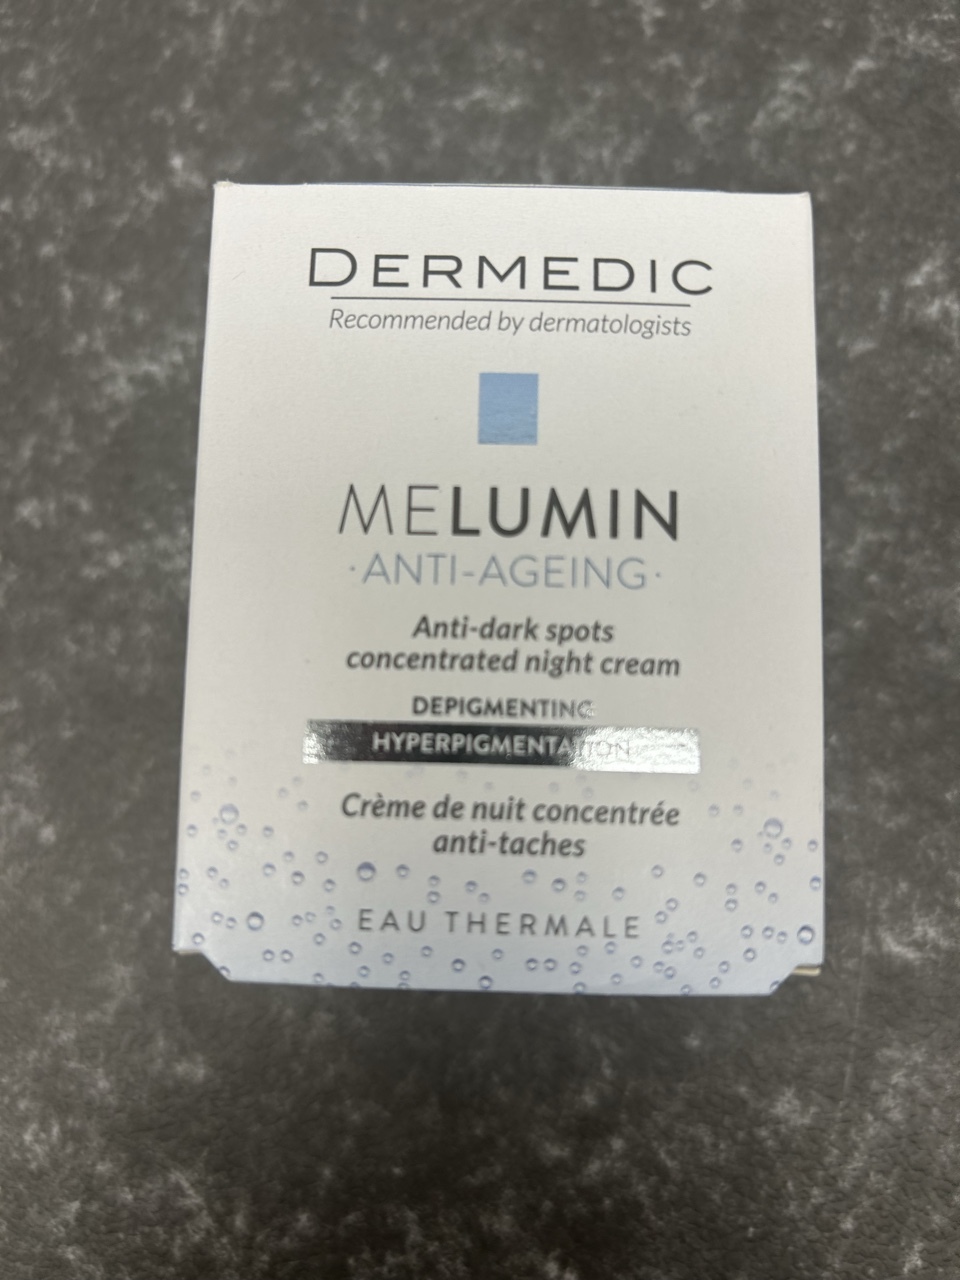 DERMEDIC
Recommended by dermatologists
MELUMIN
·ANTI-AGEING·
Anti-dark spots
concentrated night cream
DEPIGMENTING
HYPERPIGMENTATION
Crème de nuit concentrée
anti-taches
EAU THERMALE